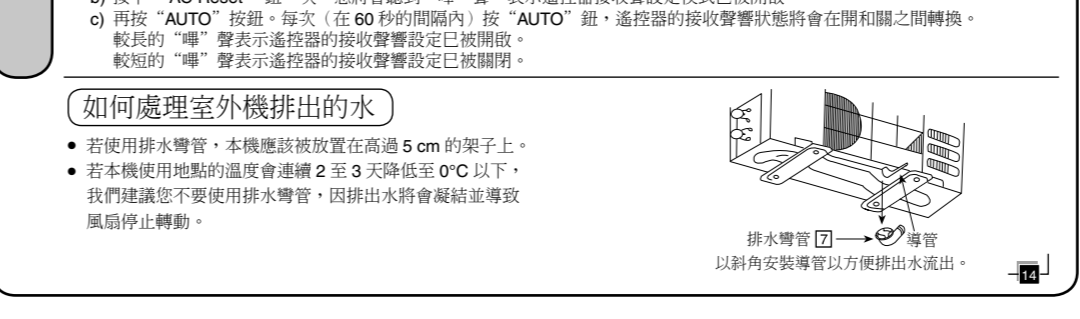 c) 再按“AUTO”按鈕。每次（在 60 秒的間隔內）按“AUTO”鈕，遙控器的接收聲響狀態將會在開和關之間轉換。
較長的“嗶”聲表示遙控器的接收聲響設定巳被開啟。
較短的“嗶”聲表示遙控器的接收聲響設定巳被關閉。
如何處理室外機排出的水
● 若使用排水彎管，本機應該被放置在高過 5 cm 的架子上。
● 若本機使用地點的溫度會連續 2 至 3 天降低至 0°C 以下，
我們建議您不要使用排水彎管，因排出水將會凝結並導致
風扇停止轉動。
排水彎管 7 導管
以斜角安裝導管以方便排出水流出。
14